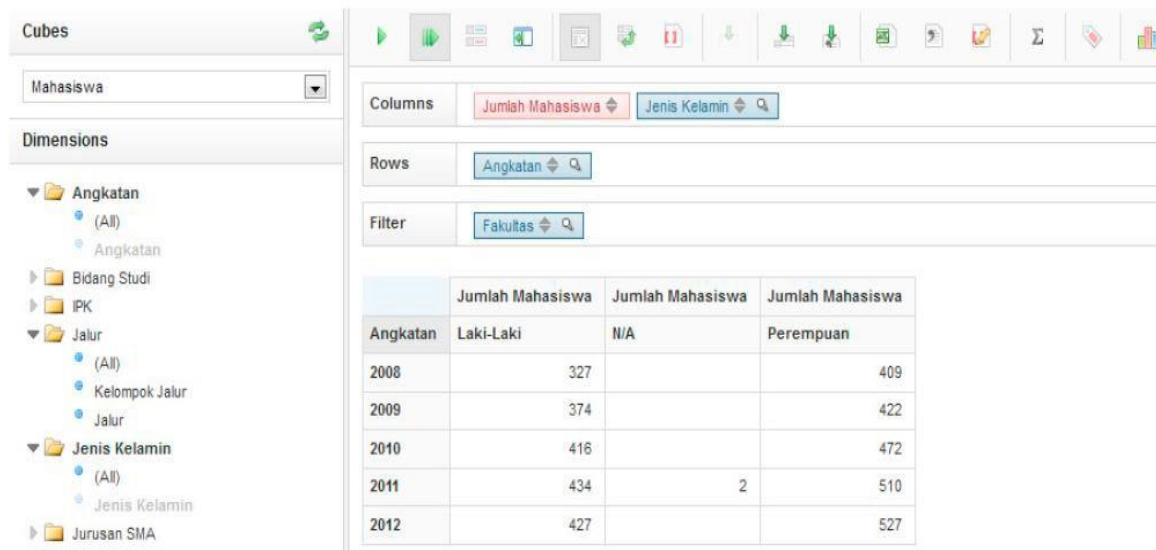 Cubes
Mahasiswa
Dimensions
Angkatan
(All)
Angkatan
Bidang Studi
IPK
Jalur
(All)
Kelompok Jalur
Jalur
Jenis Kelamin
(All)
Jenis Kelamin
Jurusan SMA
Columns Jumlah Mahasiswa Jenis Kelamin
Rows Angkatan
Filter Fakultas
Jumlah Mahasiswa Jumlah Mahasiswa Jumlah Mahasiswa
Angkatan Laki-Laki N/A Perempuan
2008 327 409
2009 374 422
2010 416 472
2011 434 2 510
2012 427 527